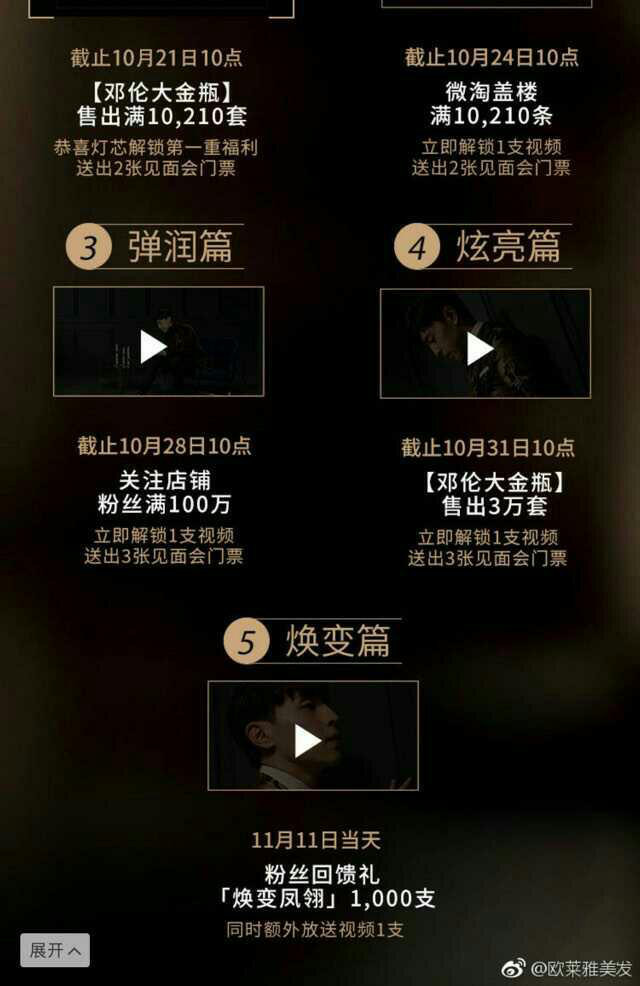 截止10月21日10点
【邓伦大金瓶】
售出满10,210套
恭喜灯芯解锁第一重福利
送出2张见面会门票
截止10月24日10点
微淘盖楼
满10,210条
立即解锁1支视频
送出2张见面会门票
3 弹润篇
截止10月28日10点
关注店铺
粉丝满100万
立即解锁1支视频
送出3张见面会门票
4 炫亮篇
截止10月31日10点
【邓伦大金瓶】
售出3万套
立即解锁1支视频
送出3张见面会门票
5 焕变篇
11月11日当天
粉丝回馈礼
「焕变凤翎」1,000支
同时额外放送视频1支
展开
@欧莱雅美发